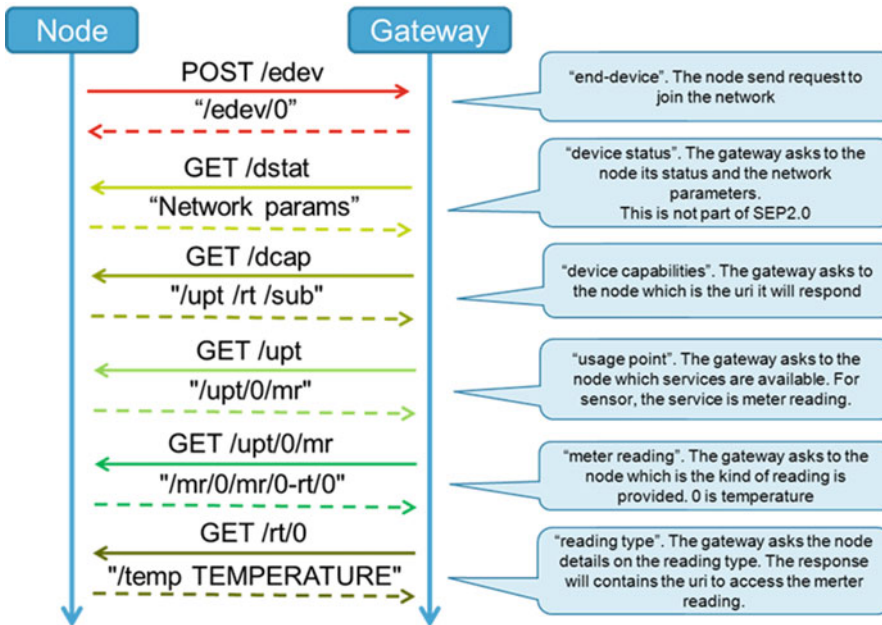 Node
Gateway
POST /edev
“/edev/0”
“end-device”. The node send request to
join the network
GET /dstat
“Network params”
“device status”. The gateway asks to the
node its status and the network
parameters.
This is not part of SEP2.0
GET /dcap
"/upt /rt /sub"
“device capabilities”. The gateway asks to
the node which is the uri it will respond
GET /upt
"/upt/0/mr"
“usage point”. The gateway asks to the
node which services are available. For
sensor, the service is meter reading.
GET /upt/0/mr
"/mr/0/mr/0-rt/0"
“meter reading”. The gateway asks to the
node which is the kind of reading is
provided. 0 is temperature
GET /rt/0
"/temp TEMPERATURE"
“reading type”. The gateway asks the node
details on the reading type. The response
will contains the uri to access the merter
reading.